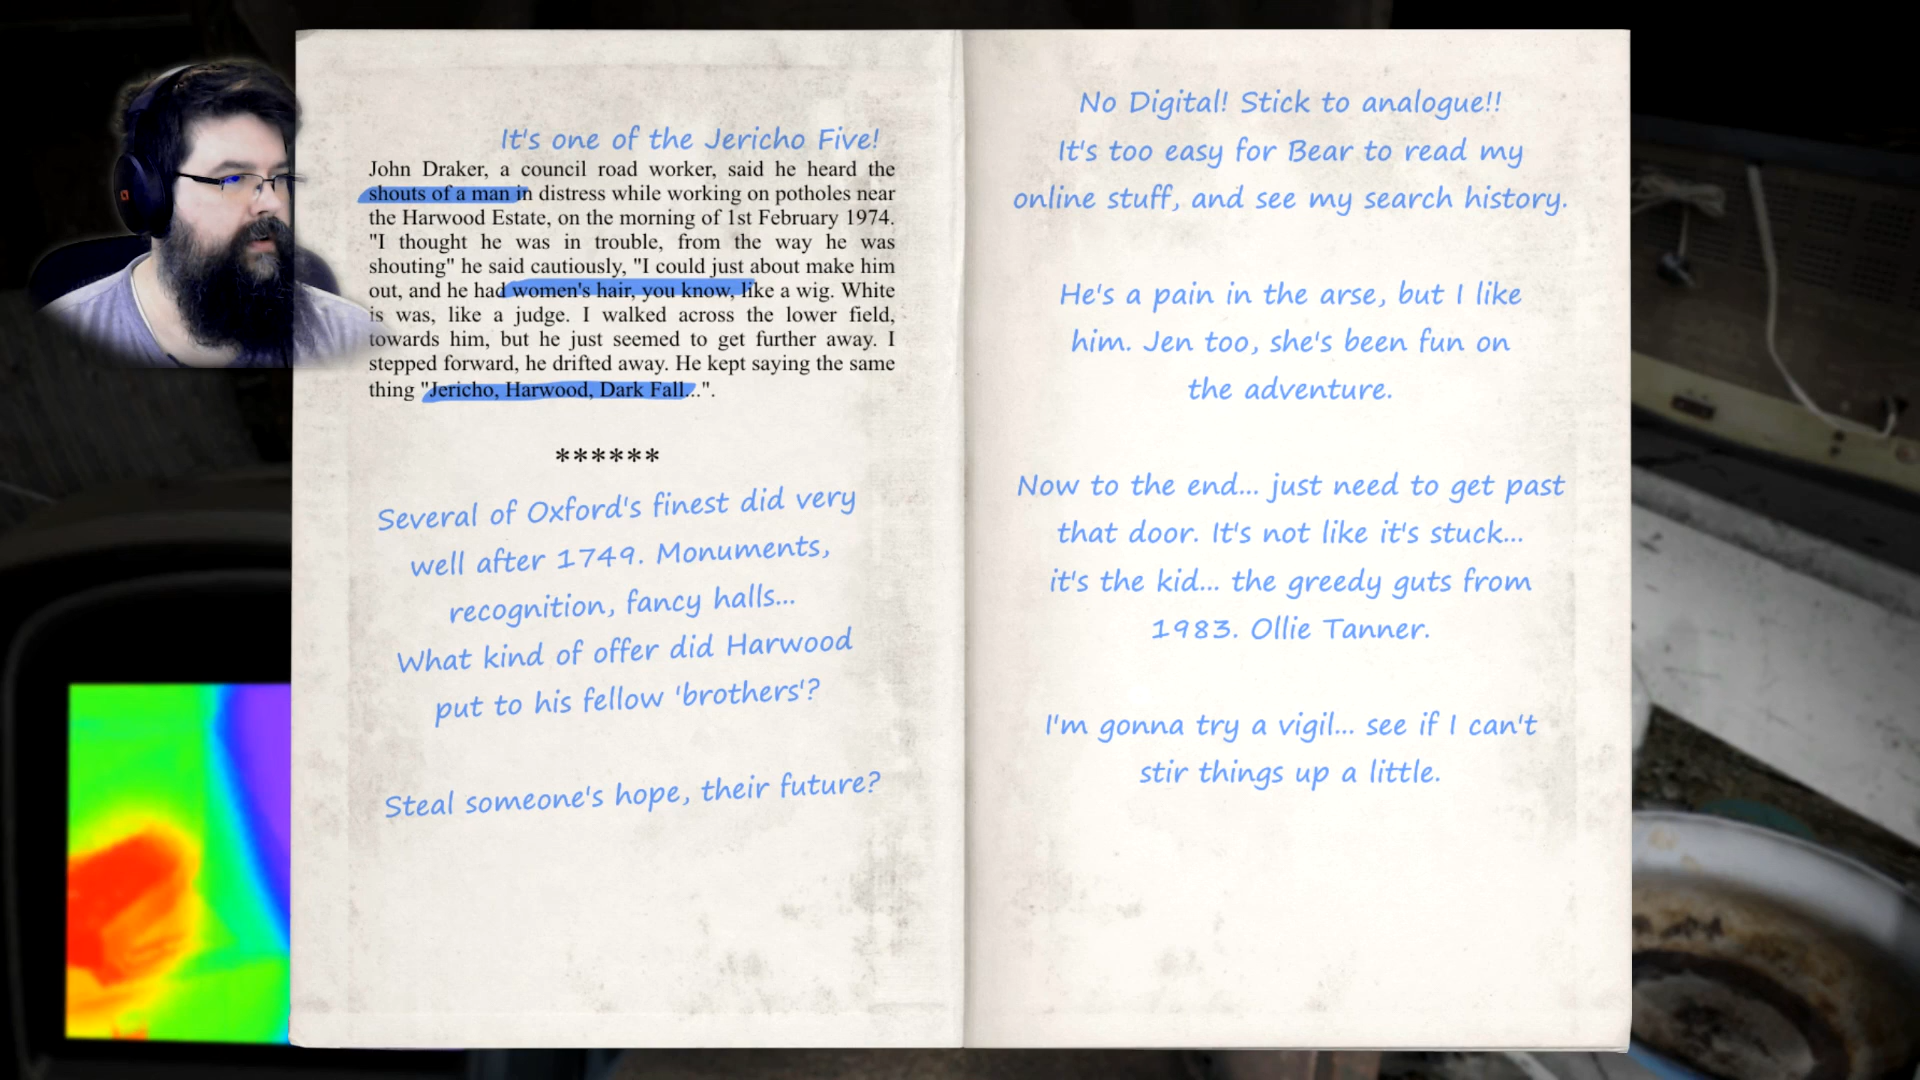 It's one of the Jericho Five!
John Draker, a council road worker, said he heard the
shouts of a man in distress while working on potholes near
the Harwood Estate, on the morning of 1st February 1974.
"I thought he was in trouble, from the way he was
shouting" he said cautiously, "I could just about make him
out, and he had women's hair, you know, like a wig. White
is was, like a judge. I walked across the lower field,
towards him, but he just seemed to get further away. I
stepped forward, he drifted away. He kept saying the same
thing "Jericho, Harwood, Dark Fall...".
******
Several of Oxford's finest did very
well after 1749. Monuments,
recognition, fancy halls...
What kind of offer did Harwood
put to his fellow 'brothers'?
Steal someone's hope, their future?
No Digital! Stick to analogue!!
It's too easy for Bear to read my
online stuff, and see my search history.
He's a pain in the arse, but I like
him. Jen too, she's been fun on
the adventure.
Now to the end... just need to get past
that door. It's not like it's stuck...
it's the kid... the greedy guts from
1983. Ollie Tanner.
I'm gonna try a vigil... see if I can't
stir things up a little.